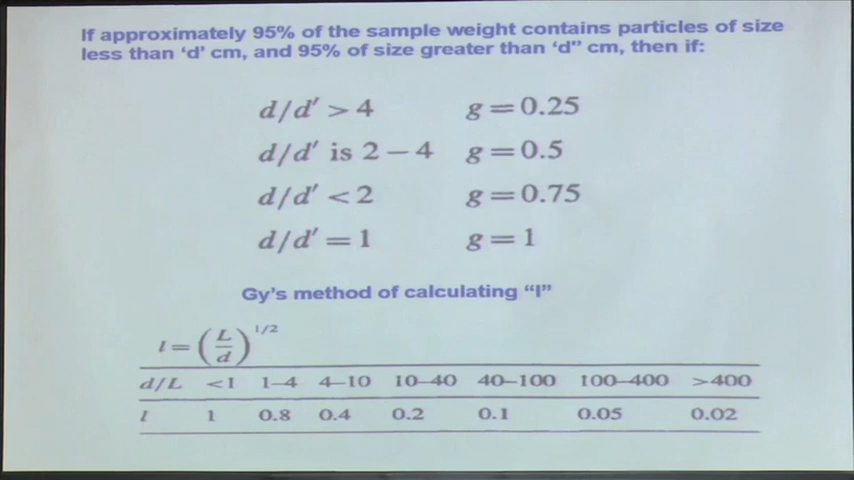 If approximately 95% of the sample weight contains particles of size
less than ‘d’ cm, and 95% of size greater than ‘d” cm, then if:
d/d′ > 4 g = 0.25
d/d′ is 2 – 4 g = 0.5
d/d′ < 2 g = 0.75
d/d′ = 1 g = 1
Gy's method of calculating “l”
l = (L/d)^1/2
d/L <1 1–4 4–10 10–40 40–100 100–400 >400
l 1 0.8 0.4 0.2 0.1 0.05 0.02